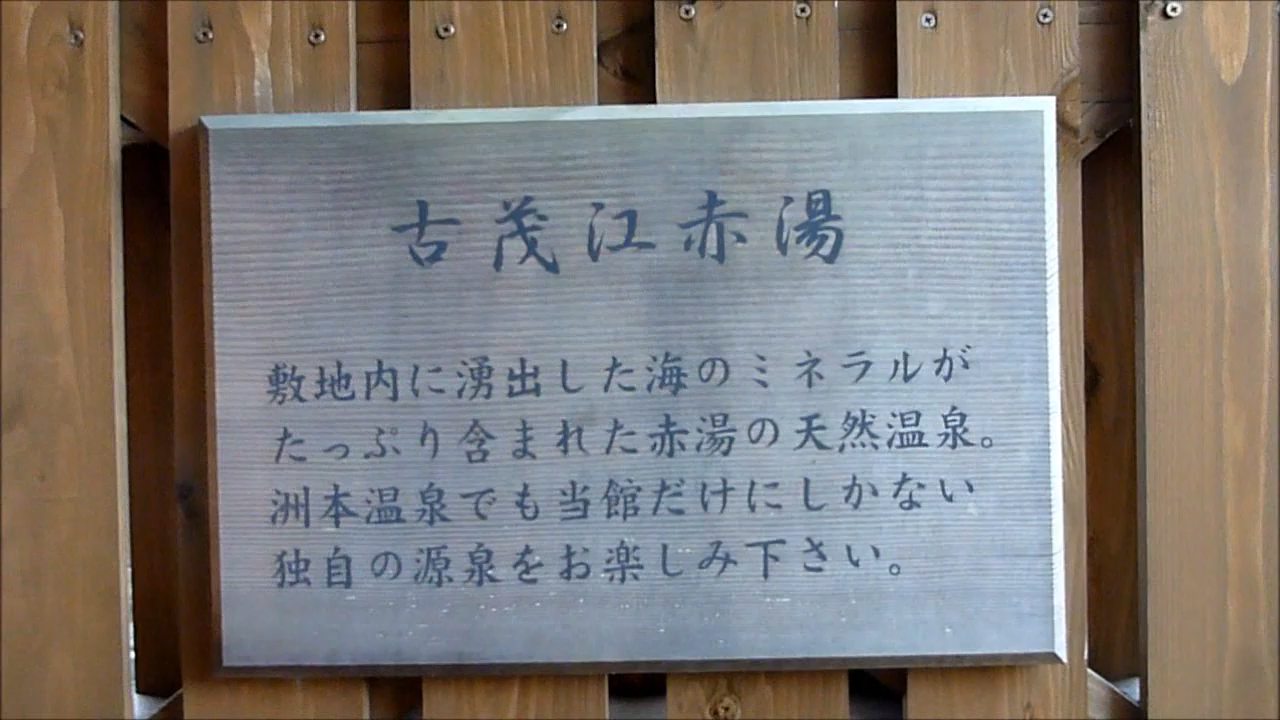 古茂江赤湯
敷地内に湧出した海のミネラルが
たっぷり含まれた赤湯の天然温泉。
洲本温泉でも当館だけにしかない
独自の源泉をお楽しみ下さい。